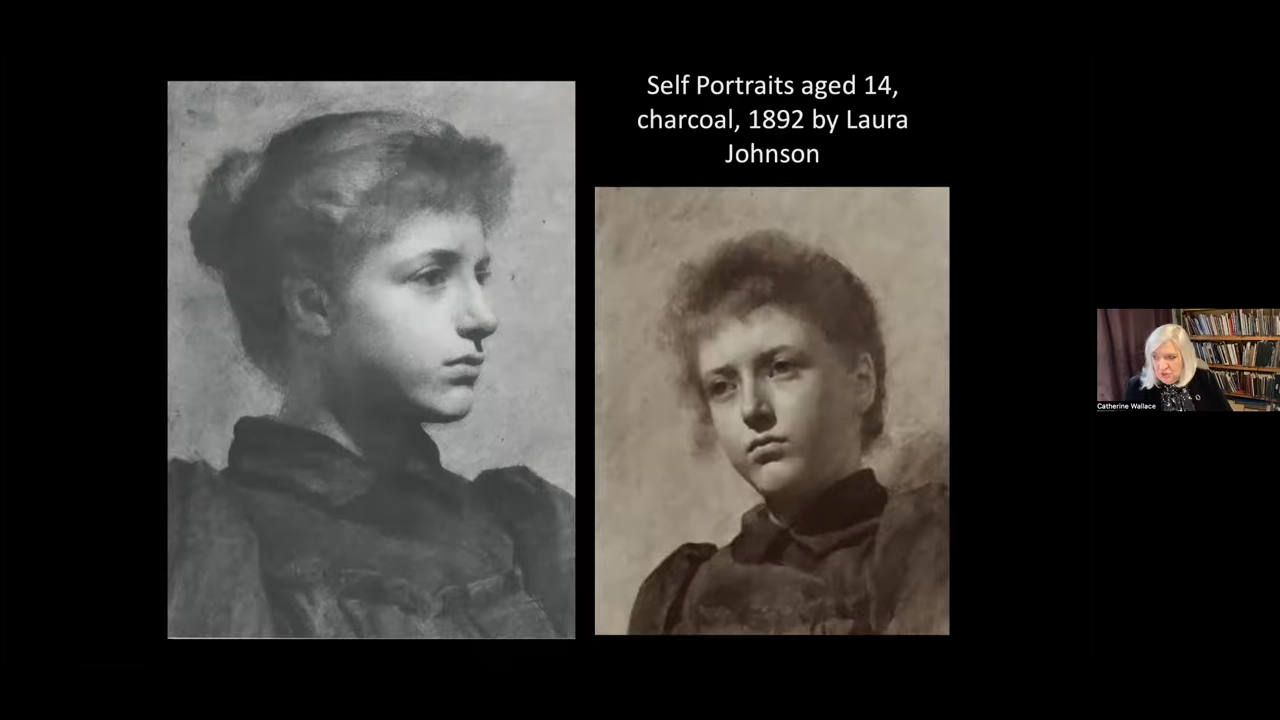 Self Portraits aged 14,
charcoal, 1892 by Laura
Johnson
Catherine Wallace